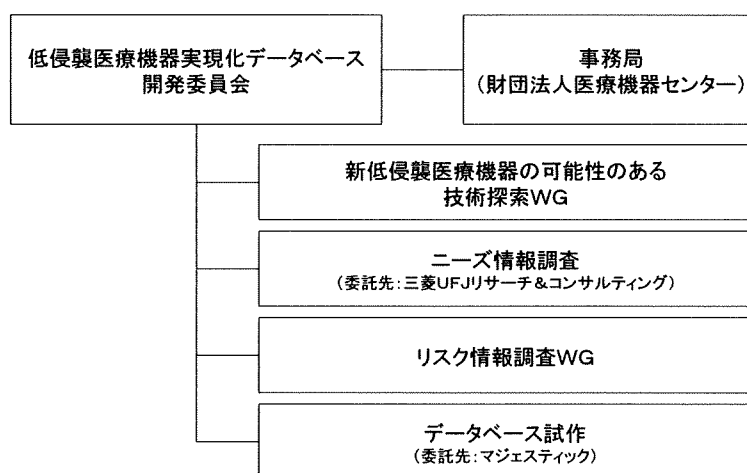 低侵襲医療機器実現化データベース
開発委員会
事務局
(財団法人医療機器センター)
新低侵襲医療機器の可能性のある
技術探索WG
ニーズ情報調査
(委託先:三菱UFJリサーチ&コンサルティング)
リスク情報調査WG
データベース試作
(委託先:マジェスティック)